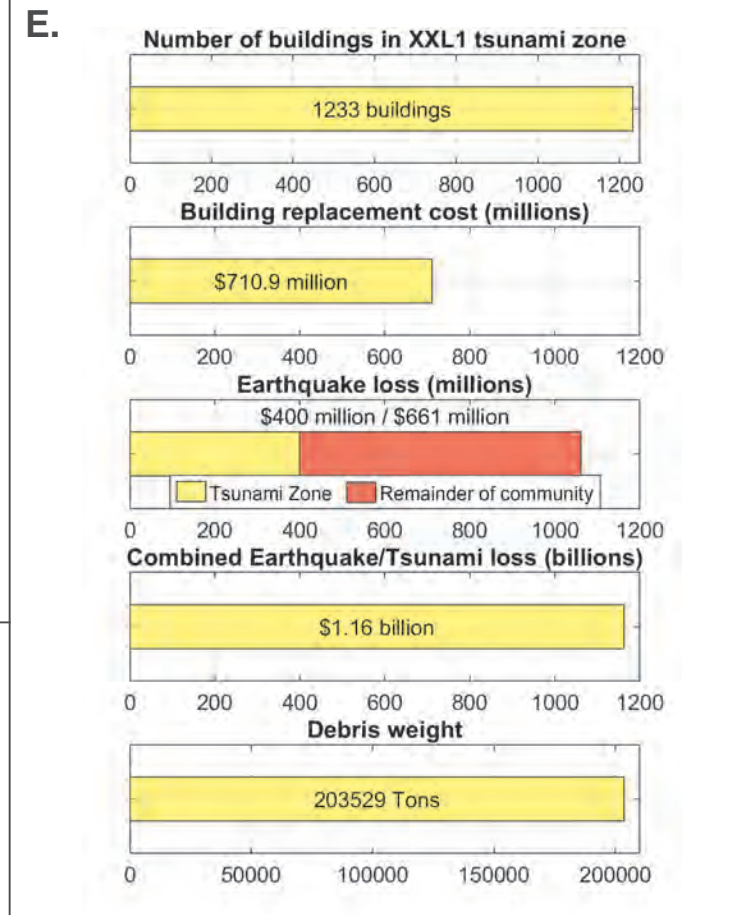 E.
Number of buildings in XXL1 tsunami zone
1233 buildings
0 200 400 600 800 1000 1200
Building replacement cost (millions)
$710.9 million
0 200 400 600 800 1000 1200
Earthquake loss (millions)
$400 million / $661 million
Tsunami Zone Remainder of community
0 200 400 600 800 1000 1200
Combined Earthquake/Tsunami loss (billions)
$1.16 billion
0 200 400 600 800 1000 1200
Debris weight
203529 Tons
0 50000 100000 150000 200000